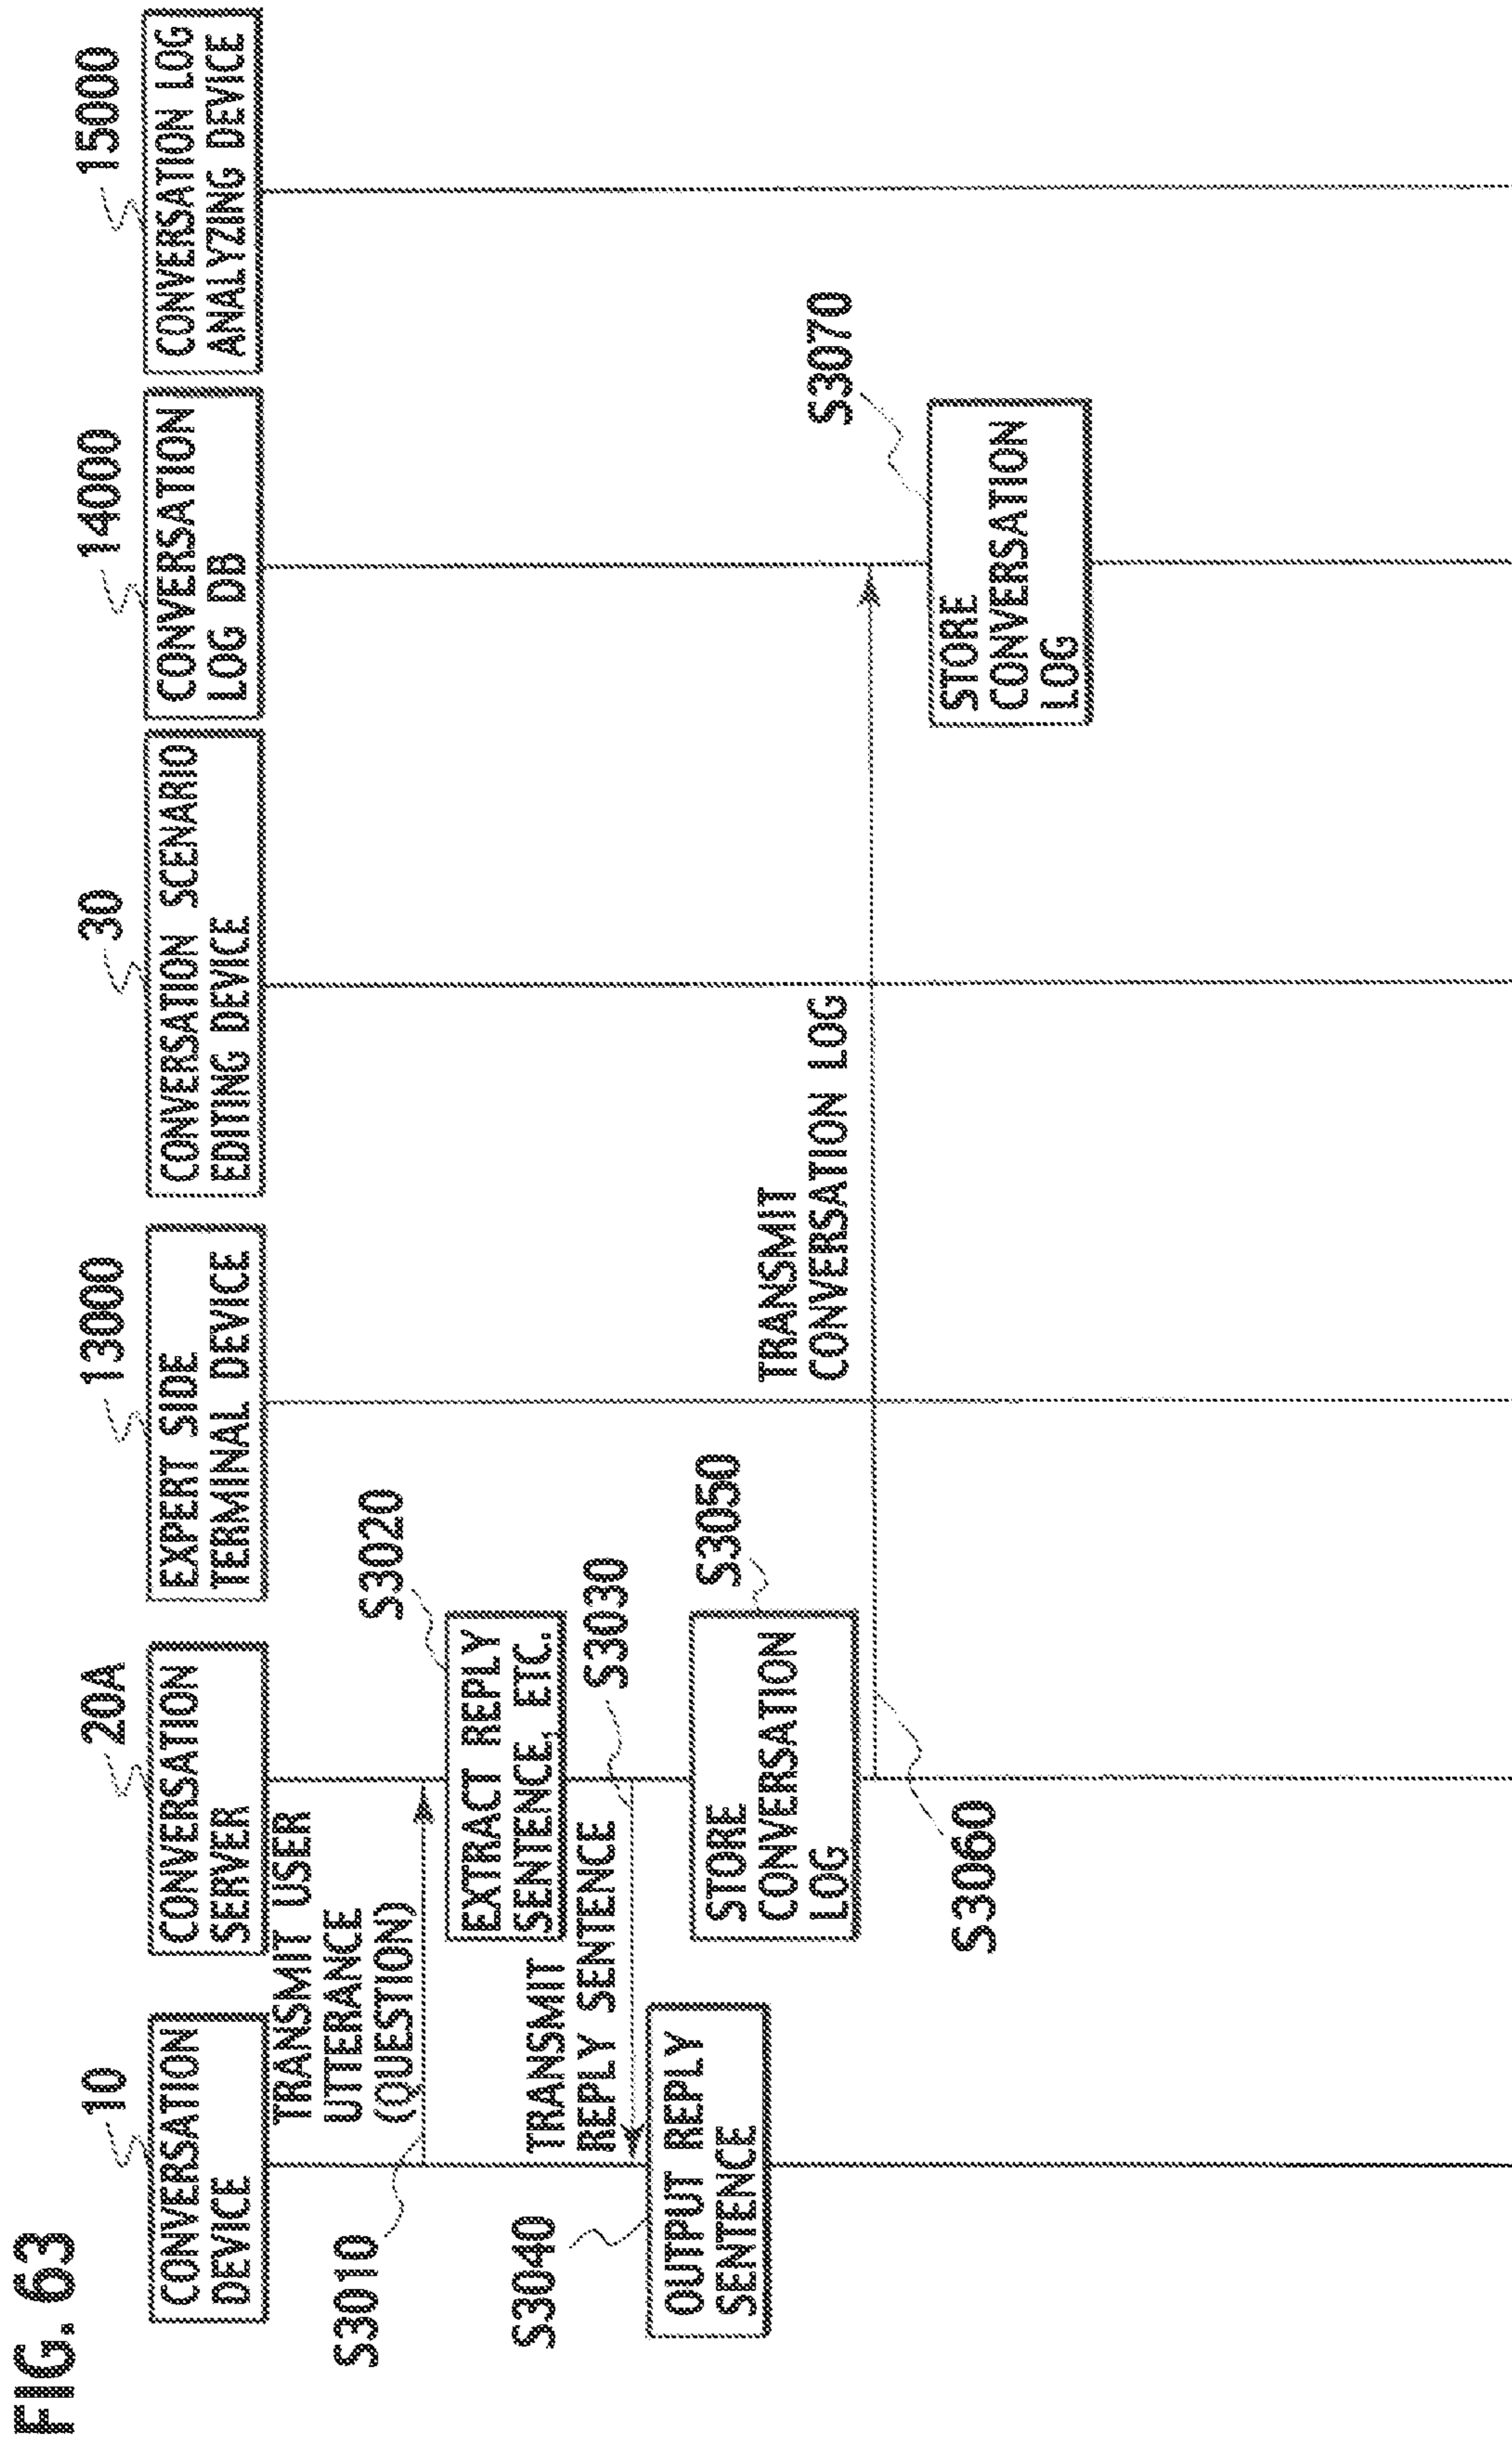 FIG. 63
10
CONVERSATION
DEVICE
20A
CONVERSATION
SERVER
13000
EXPERT SIDE
TERMINAL DEVICE
30
CONVERSATION SCENARIO
EDITING DEVICE
14000
CONVERSATION
LOG DB
15000
CONVERSATION LOG
ANALYZING DEVICE
S3010
TRANSMIT USER
UTTERANCE
(QUESTION)
S3020
EXTRACT REPLY
SENTENCE, ETC.
S3030
TRANSMIT
REPLY SENTENCE
S3040
OUTPUT REPLY
SENTENCE
S3050
STORE
CONVERSATION
LOG
S3060
TRANSMIT
CONVERSATION LOG
S3070
STORE
CONVERSATION
LOG